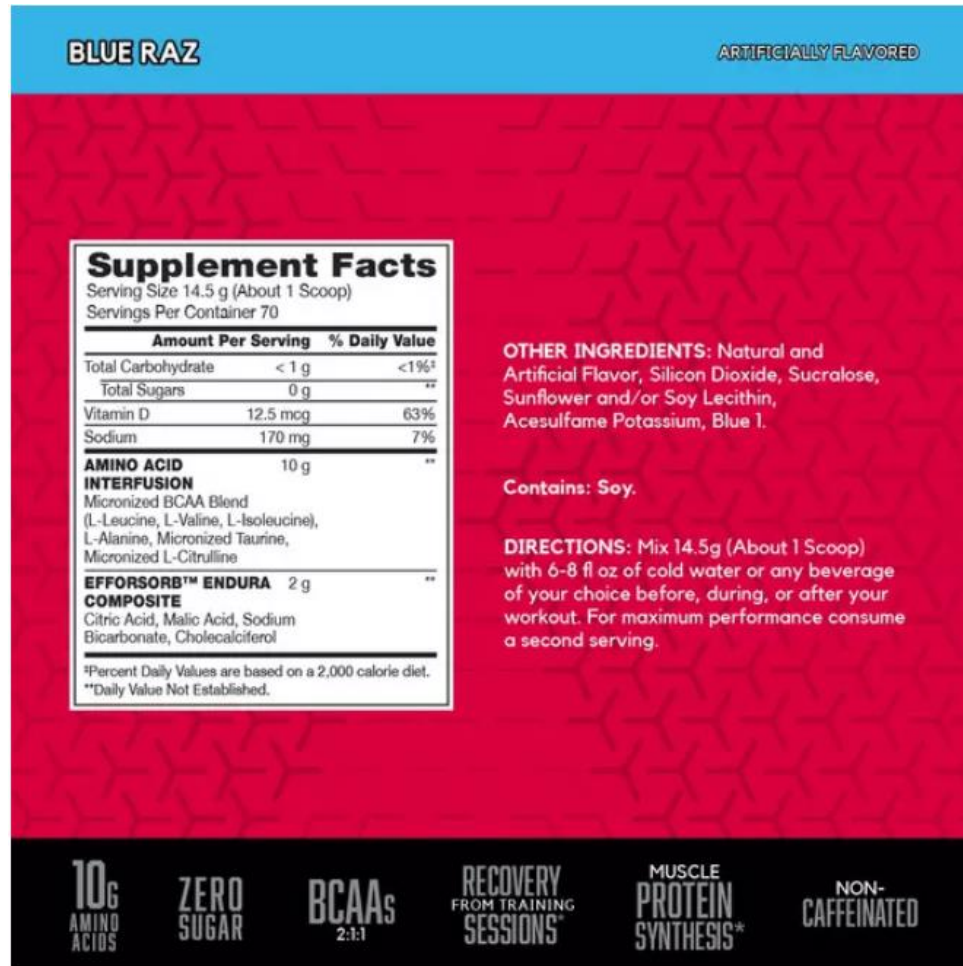 BLUE RAZ
ARTIFICIALLY FLAVORED
Supplement Facts
Serving Size 14.5 g (About 1 Scoop)
Servings Per Container 70
Amount Per Serving % Daily Value
Total Carbohydrate < 1 g <1%‡
Total Sugars 0 g **
Vitamin D 12.5 mcg 63%
Sodium 170 mg 7%
AMINO ACID 10 g **
INTERFUSION
Micronized BCAA Blend
(L-Leucine, L-Valine, L-Isoleucine),
L-Alanine, Micronized Taurine,
Micronized L-Citrulline
EFFORSORB™ ENDURA 2 g **
COMPOSITE
Citric Acid, Malic Acid, Sodium
Bicarbonate, Cholecalciferol
‡Percent Daily Values are based on a 2,000 calorie diet.
**Daily Value Not Established.
OTHER INGREDIENTS: Natural and
Artificial Flavor, Silicon Dioxide, Sucralose,
Sunflower and/or Soy Lecithin,
Acesulfame Potassium, Blue 1.
Contains: Soy.
DIRECTIONS: Mix 14.5g (About 1 Scoop)
with 6-8 fl oz of cold water or any beverage
of your choice before, during, or after your
workout. For maximum performance consume
a second serving.
10G
AMINO
ACIDS
ZERO
SUGAR
BCAAs
2:1:1
RECOVERY
FROM TRAINING
SESSIONS*
MUSCLE
PROTEIN
SYNTHESIS*
NON-
CAFFEINATED